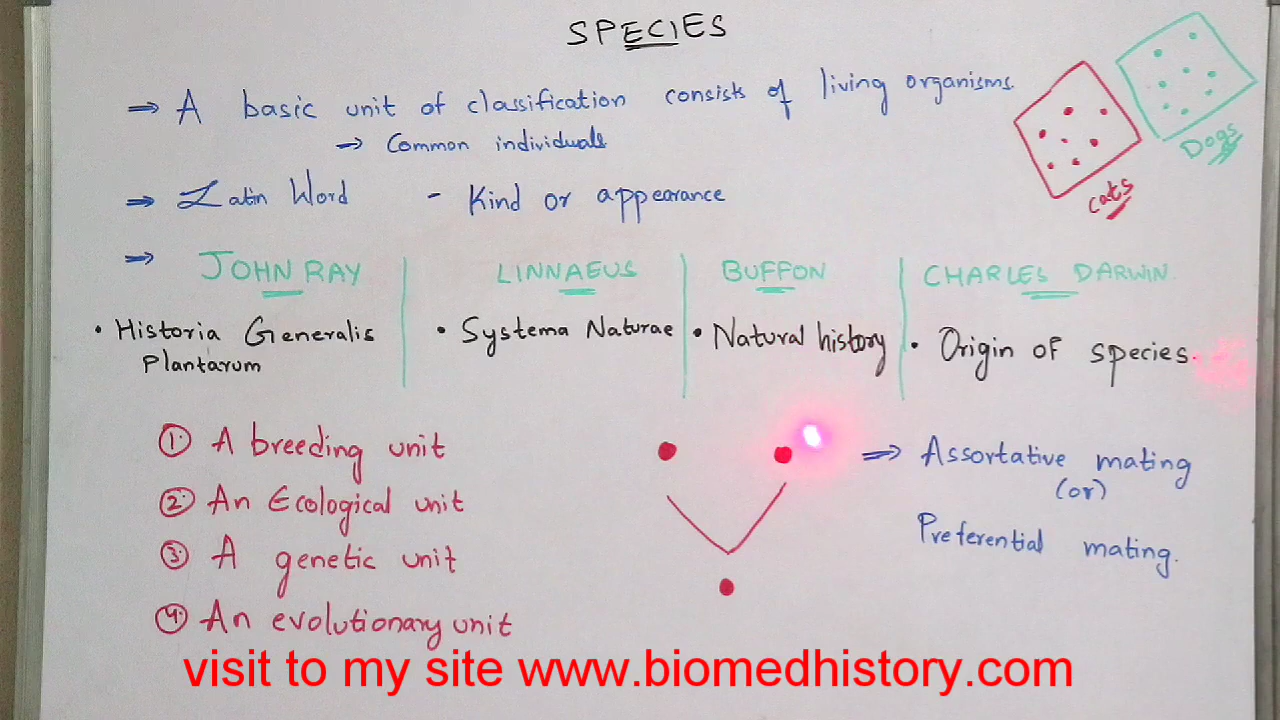 SPECIES
⇒ A basic unit of classification consists of living organisms.
→ Common individuals
Dogs
Cats
⇒ Latin Word - Kind or appearance
⇒ JOHN RAY LINNAEUS BUFFON CHARLES DARWIN.
• Historia Generalis Plantarum
• Systema Naturae
• Natural history
• Origin of species.
① A breeding unit
② An Ecological unit
③ A genetic unit
④ An evolutionary unit
⇒ Assortative mating
(or)
Preferential mating.
visit to my site www.biomedhistory.com